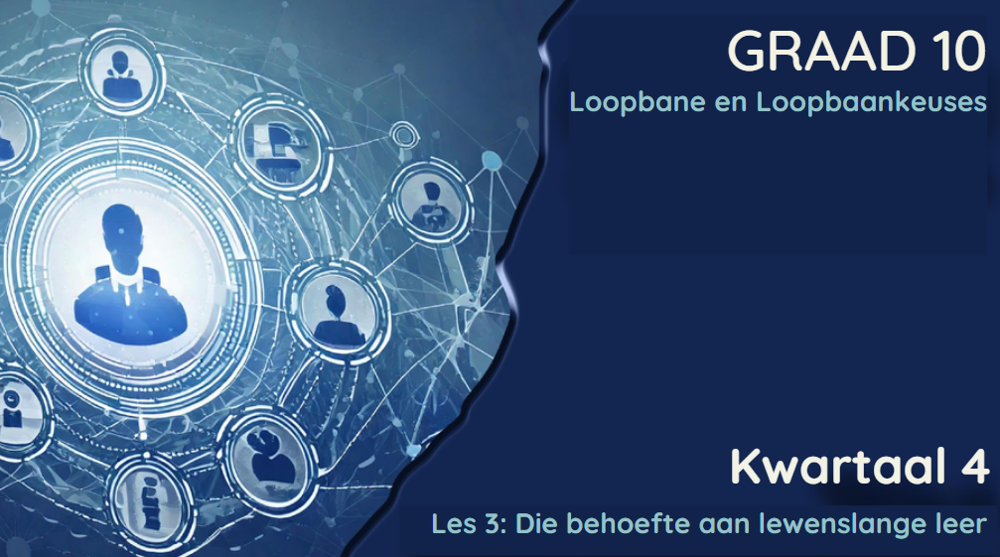 GRAAD 10
Loopbane en Loopbaankeuses
Kwartaal 4
Les 3: Die behoefte aan lewenslange leer